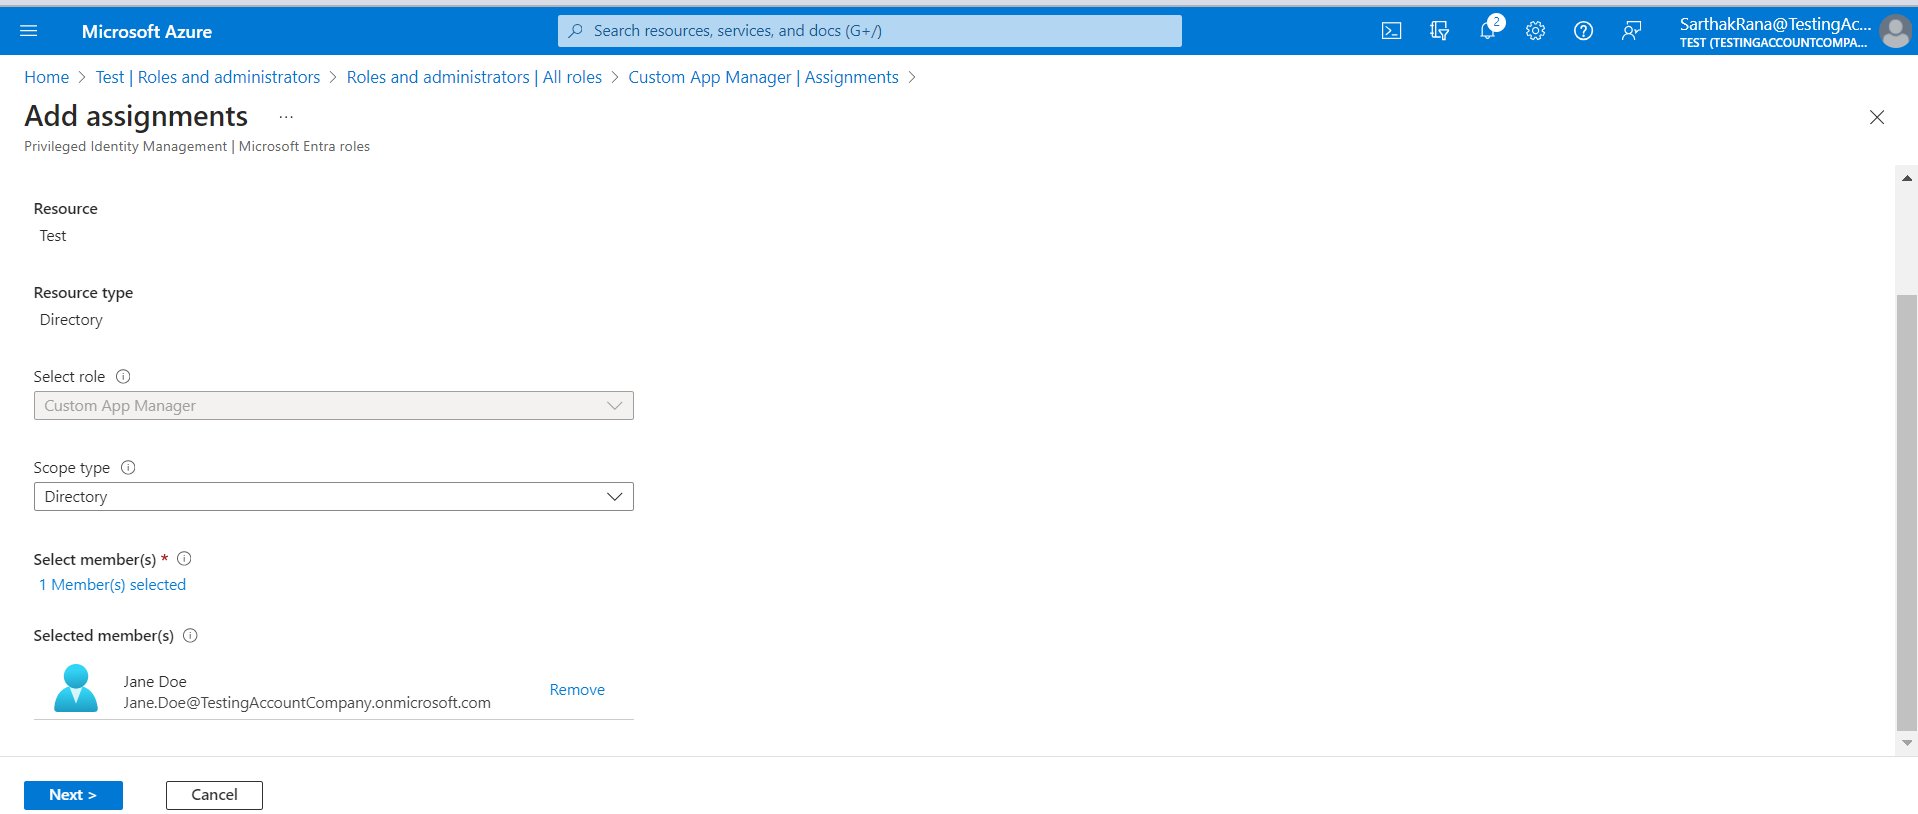 Microsoft Azure
Search resources, services, and docs (G+/)
2
SarthakRana@TestingAc...
TEST (TESTINGACCOUNTCOMPA...
Home > Test | Roles and administrators > Roles and administrators | All roles > Custom App Manager | Assignments >
Add assignments ...
Privileged Identity Management | Microsoft Entra roles
Resource
Test
Resource type
Directory
Select role
Custom App Manager
Scope type
Directory
Select member(s) *
1 Member(s) selected
Selected member(s)
Jane Doe
Jane.Doe@TestingAccountCompany.onmicrosoft.com
Remove
Next >
Cancel